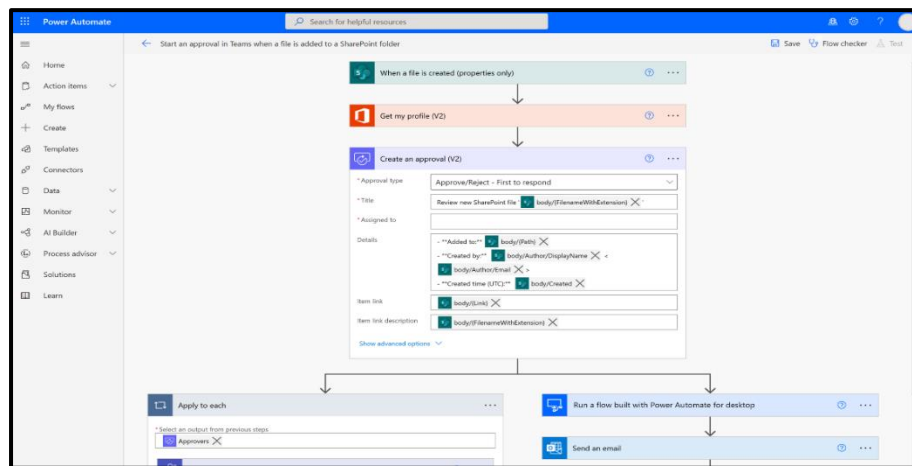 Power Automate
Search for helpful resources
?
Start an approval in Teams when a file is added to a SharePoint folder
Save
Flow checker
Test
Home
Action items
My flows
Create
Templates
Connectors
Data
Monitor
AI Builder
Process advisor
Solutions
Learn
When a file is created (properties only)
Get my profile (V2)
Create an approval (V2)
* Approval type
Approve/Reject - First to respond
* Title
Review new SharePoint file " body/{FilenameWithExtension} "
* Assigned to
Details
- **Added to:** body/{Path}
- **Created by:** body/Author/DisplayName <
body/Author/Email >
- **Created time (UTC):** body/Created
Item link
body/{Link}
Item link description
body/{FilenameWithExtension}
Show advanced options
Apply to each
* Select an output from previous steps
Approvers
Run a flow built with Power Automate for desktop
Send an email